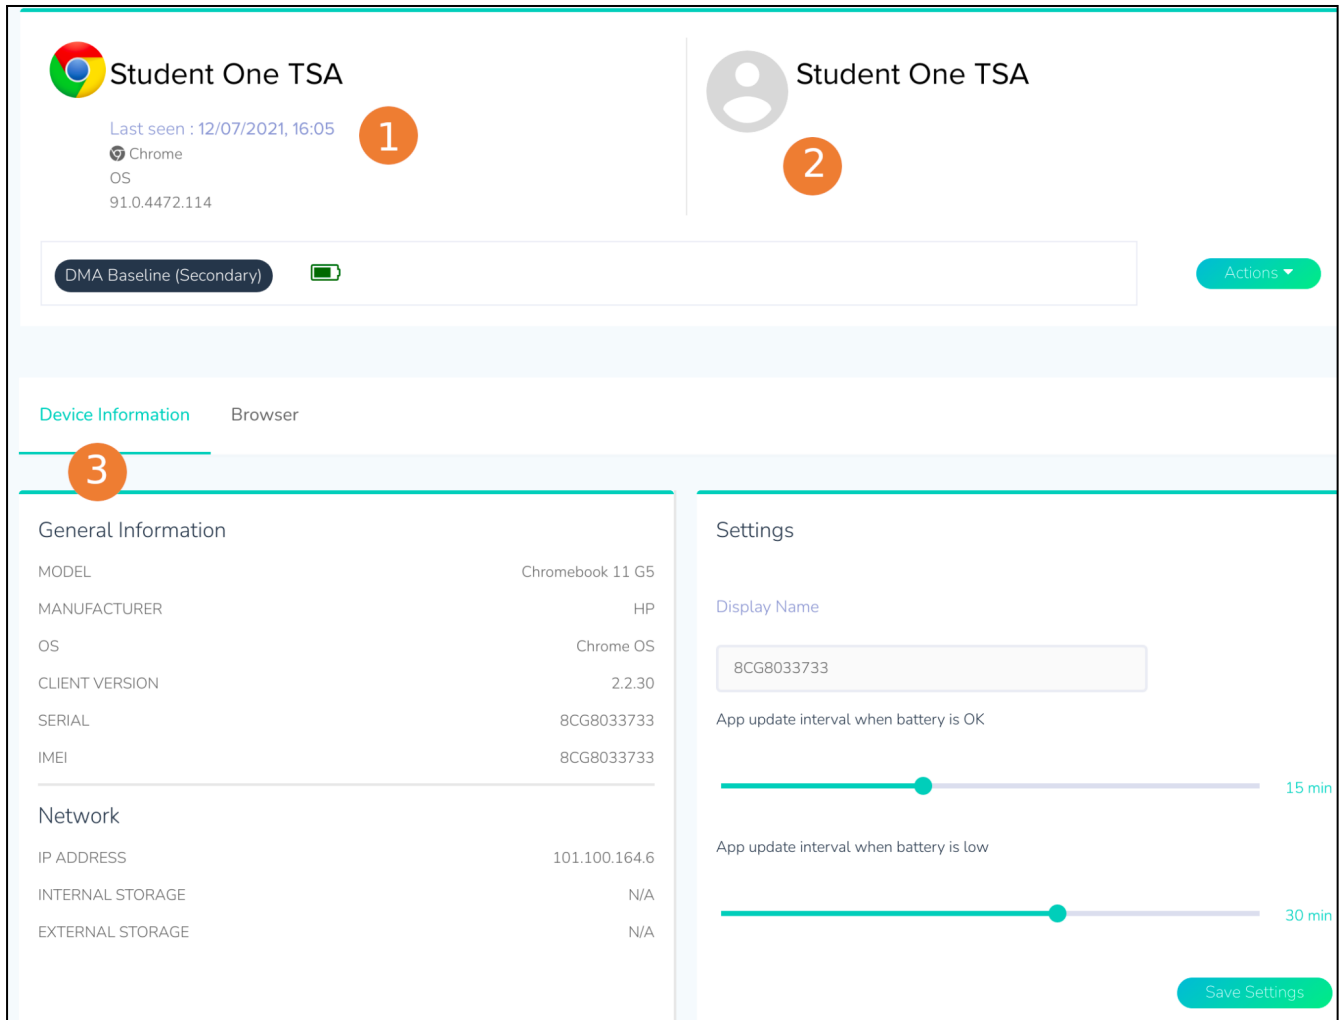 Student One TSA
Last seen : 12/07/2021, 16:05
1
Chrome
OS
91.0.4472.114
Student One TSA
2
DMA Baseline (Secondary)
Actions
Device Information
Browser
3
General Information
MODEL Chromebook 11 G5
MANUFACTURER HP
OS Chrome OS
CLIENT VERSION 2.2.30
SERIAL 8CG8033733
IMEI 8CG8033733
Network
IP ADDRESS 101.100.164.6
INTERNAL STORAGE N/A
EXTERNAL STORAGE N/A
Settings
Display Name
8CG8033733
App update interval when battery is OK
15 min
App update interval when battery is low
30 min
Save Settings